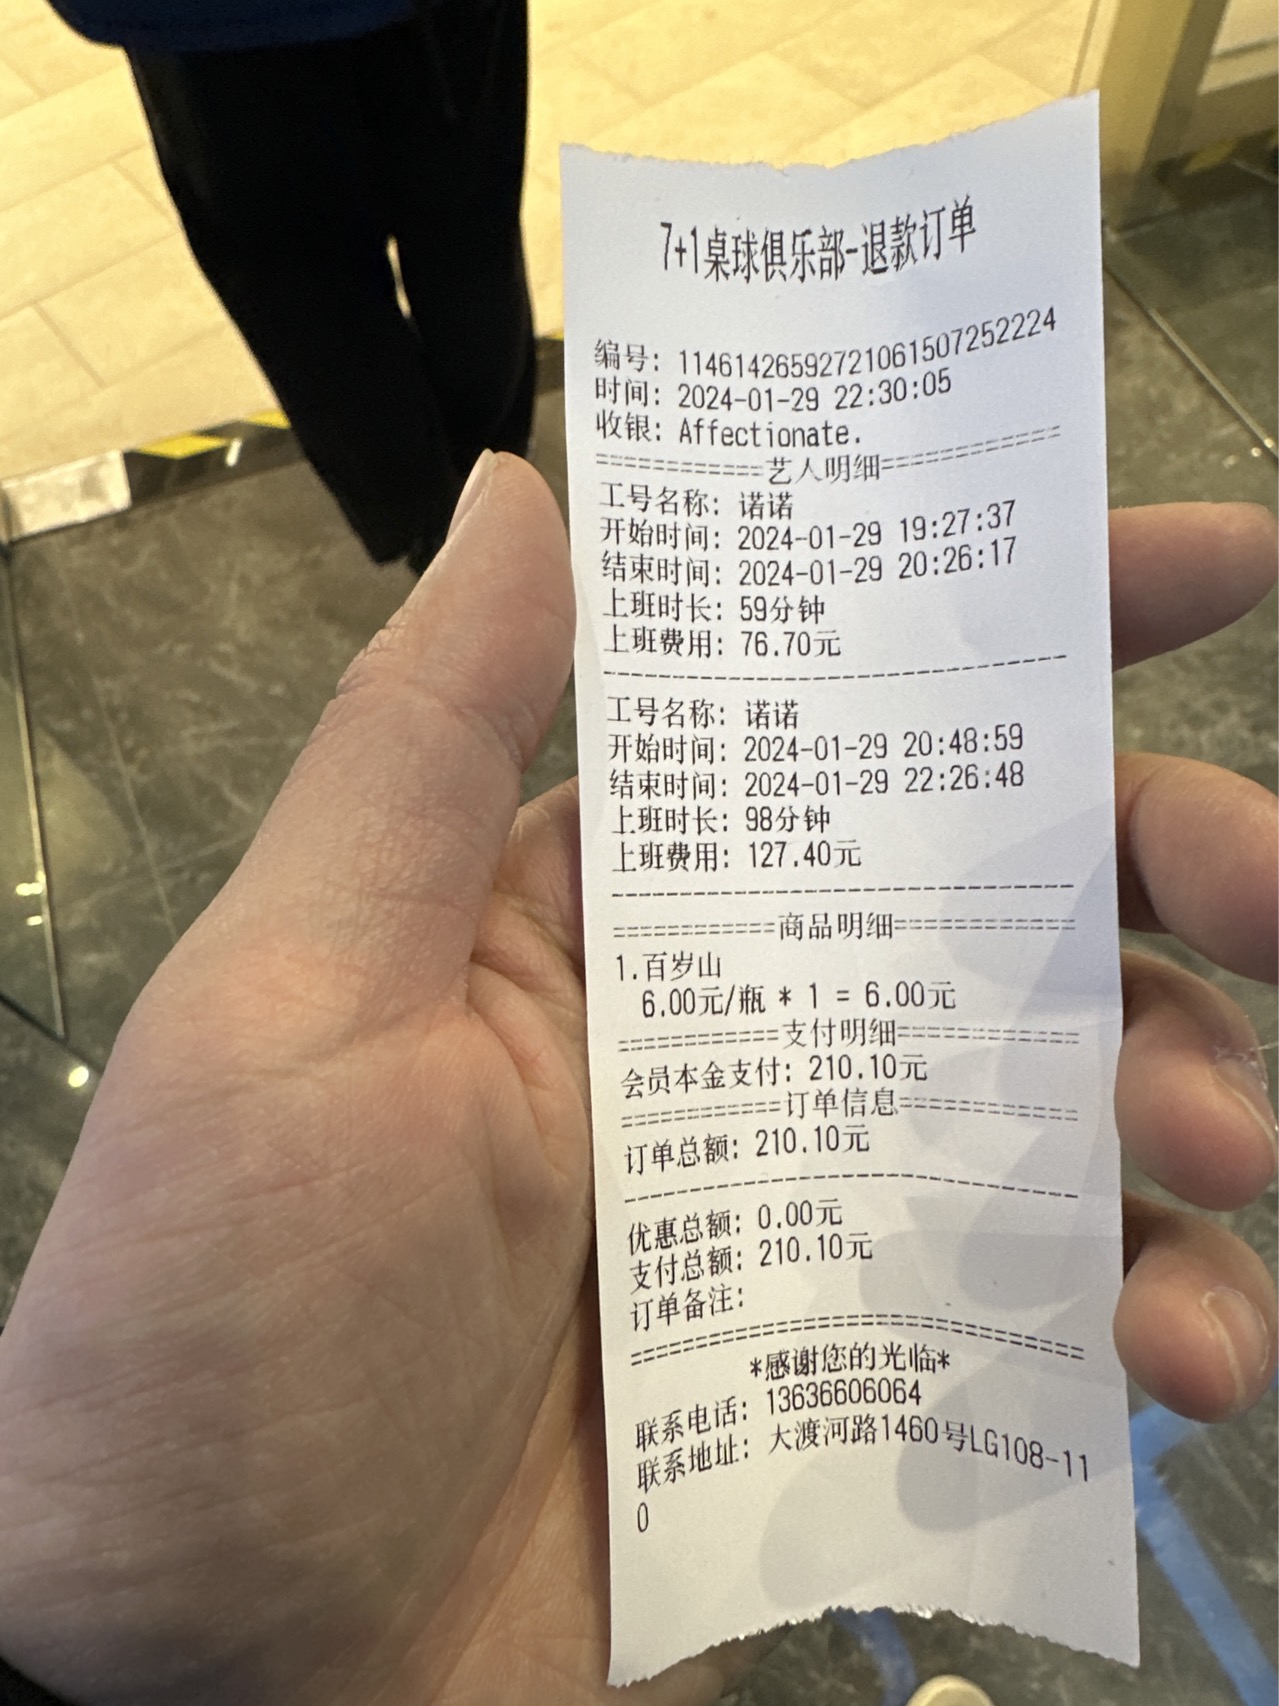 7+1桌球俱乐部-退款订单
编号: 1146142659272106150725222​4
时间: 2024-01-29 22:30:05
收银: Affectionate.
============艺人明细============
工号名称: 诺诺
开始时间: 2024-01-29 19:27:37
结束时间: 2024-01-29 20:26:17
上班时长: 59分钟
上班费用: 76.70元
--------------------------------
工号名称: 诺诺
开始时间: 2024-01-29 20:48:59
结束时间: 2024-01-29 22:26:48
上班时长: 98分钟
上班费用: 127.40元
--------------------------------
============商品明细============
1.百岁山
6.00元/瓶 * 1 = 6.00元
============支付明细============
会员本金支付: 210.10元
============订单信息============
订单总额: 210.10元
--------------------------------
优惠总额: 0.00元
支付总额: 210.10元
订单备注:
================================
*感谢您的光临*
联系电话: 13636606064
联系地址: 大渡河路1460号LG108-11
0